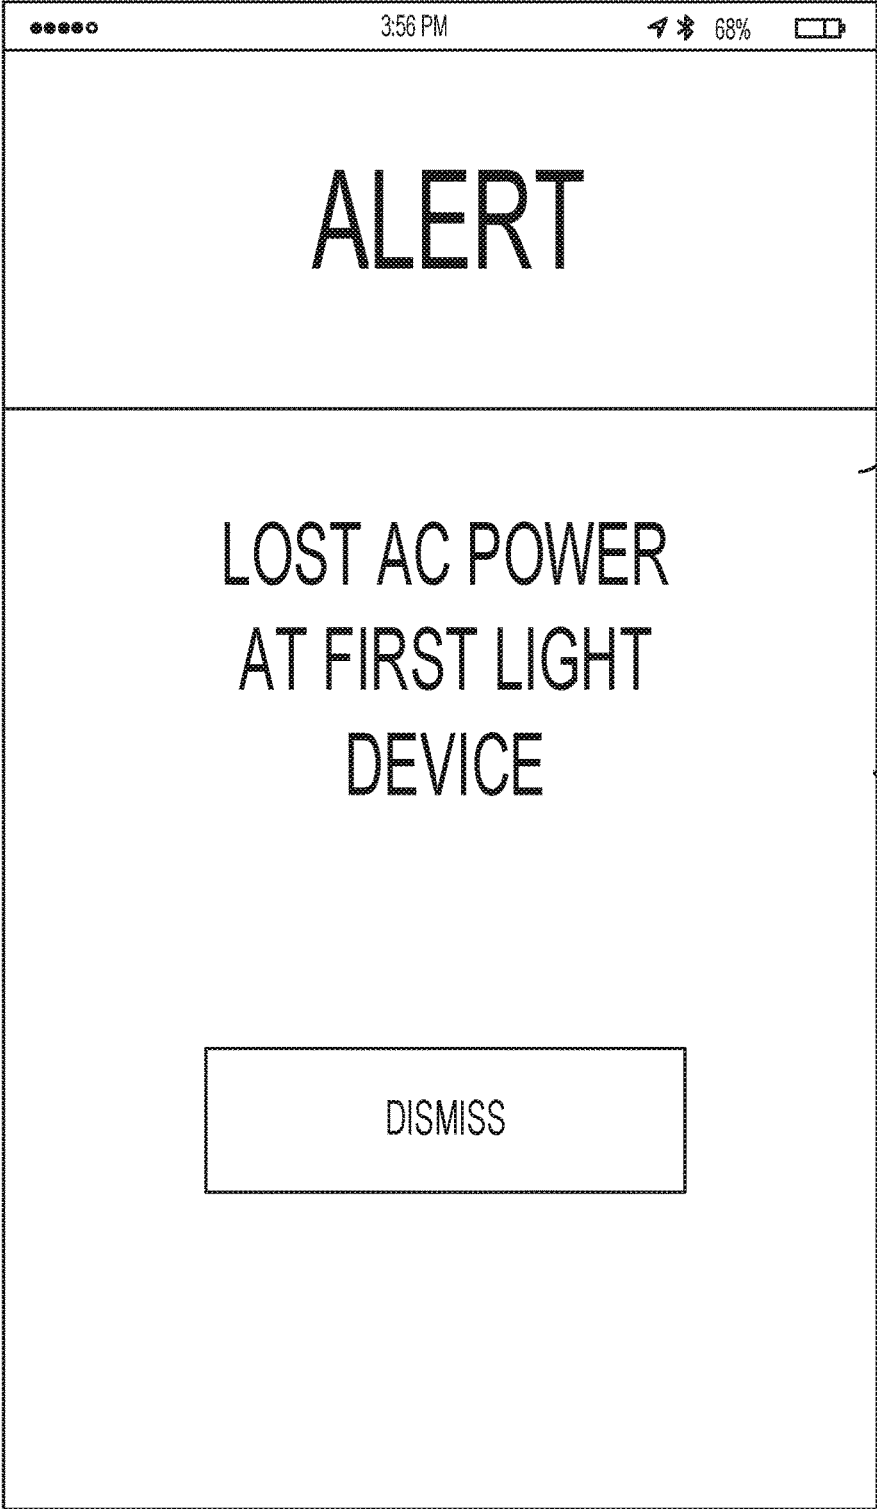 3:56 PM 68%
ALERT
LOST AC POWER
AT FIRST LIGHT
DEVICE
DISMISS